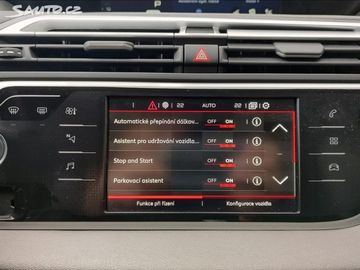 SAUTO.CZ
22 AUTO 22
Automatické přepínání dálkov... OFF ON
Asistent pro udržování vozidla... OFF ON
Stop and Start OFF ON
Parkovací asistent OFF ON
Funkce při řízení Konfigurace vozidla